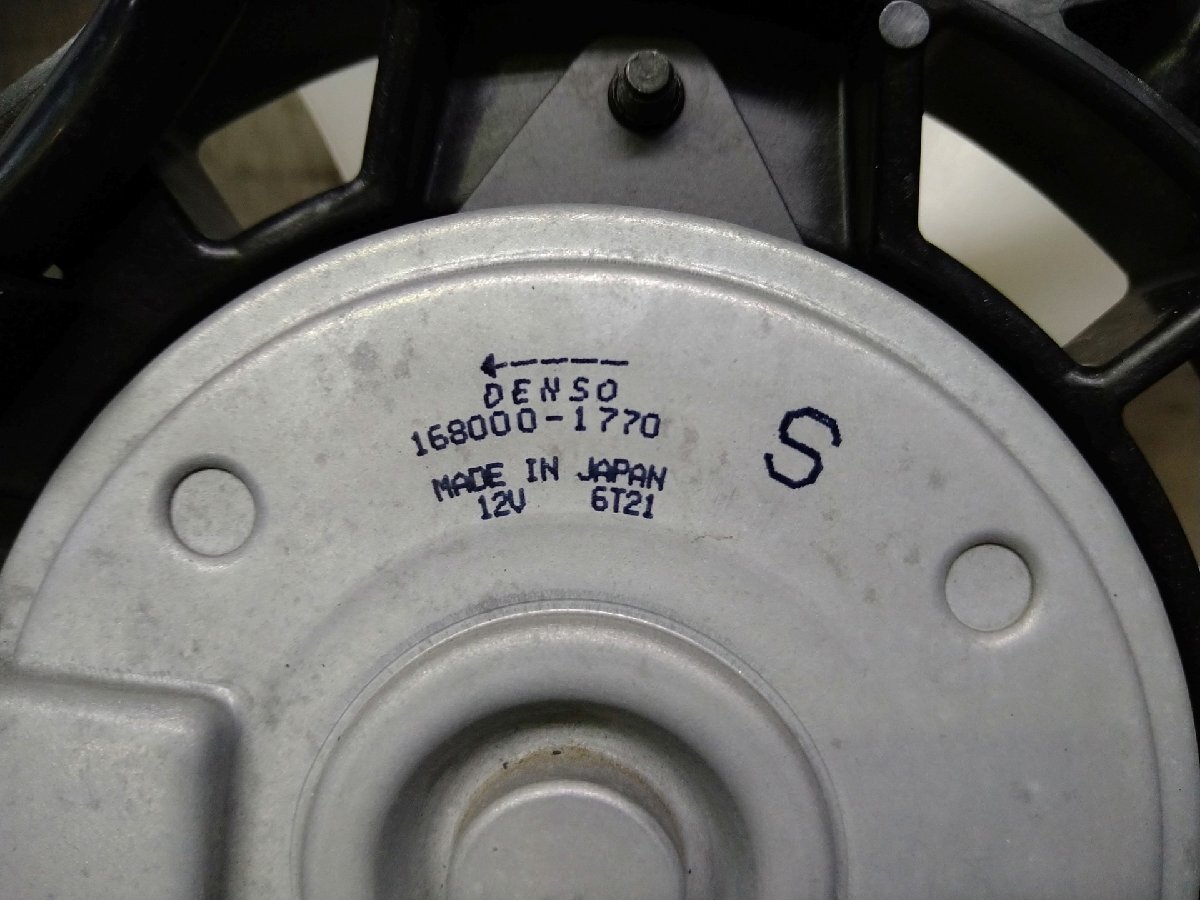 DENSO
168000-1770
S
MADE IN JAPAN
12V 6T21